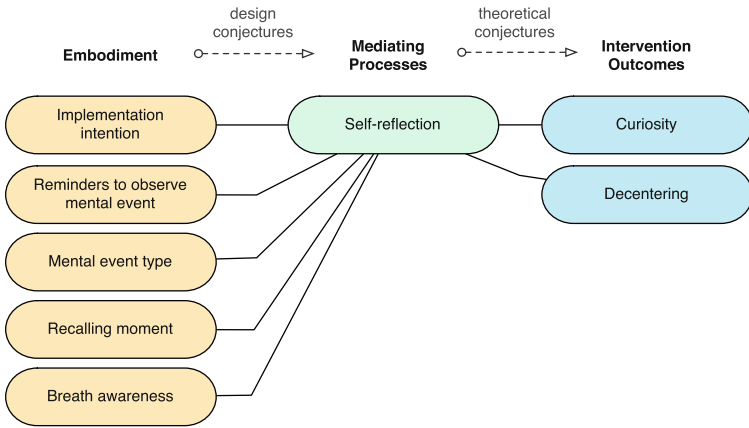 design
conjectures
theoretical
conjectures
Embodiment
Mediating
Processes
Intervention
Outcomes
Implementation
intention
Self-reflection
Curiosity
Reminders to observe
mental event
Decentering
Mental event type
Recalling moment
Breath awareness